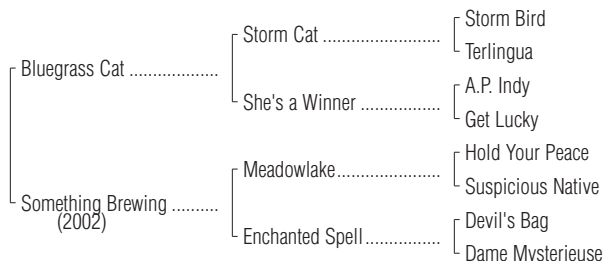 Storm Bird
Storm Cat ........................
Terlingua
Bluegrass Cat ..................
A.P. Indy
She's a Winner ................
Get Lucky
Hold Your Peace
Meadowlake.....................
Suspicious Native
Something Brewing .........
(2002)
Devil's Bag
Enchanted Spell...............
Dame Mysterieuse